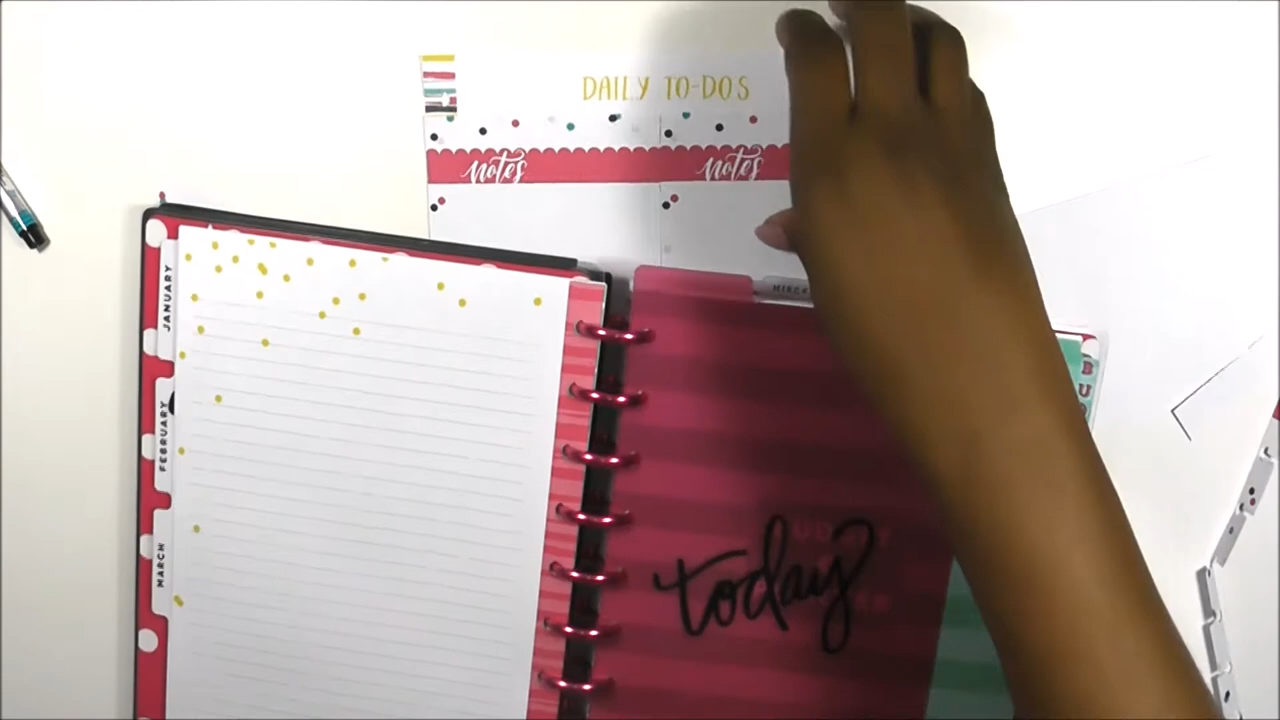 DAILY TO-DO'S
notes notes
JANUARY
FEBRUARY
MARCH
today